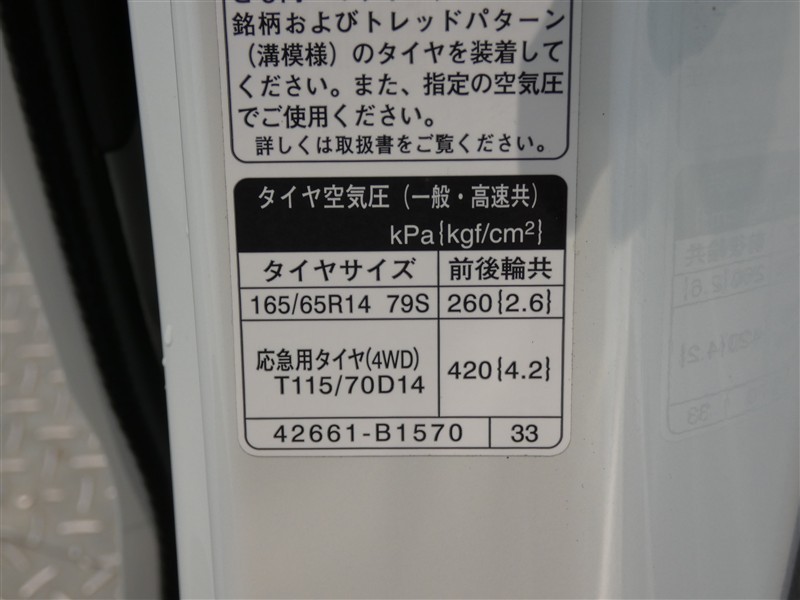 銘柄およびトレッドパターン
（溝模様）のタイヤを装着して
ください。また、指定の空気圧
でご使用ください。
詳しくは取扱書をご覧ください。
タイヤ空気圧（一般・高速共）
kPa{kgf/cm²}
タイヤサイズ 前後輪共
165/65R14 79S 260{2.6}
応急用タイヤ(4WD)
T115/70D14 420{4.2}
42661-B1570 33